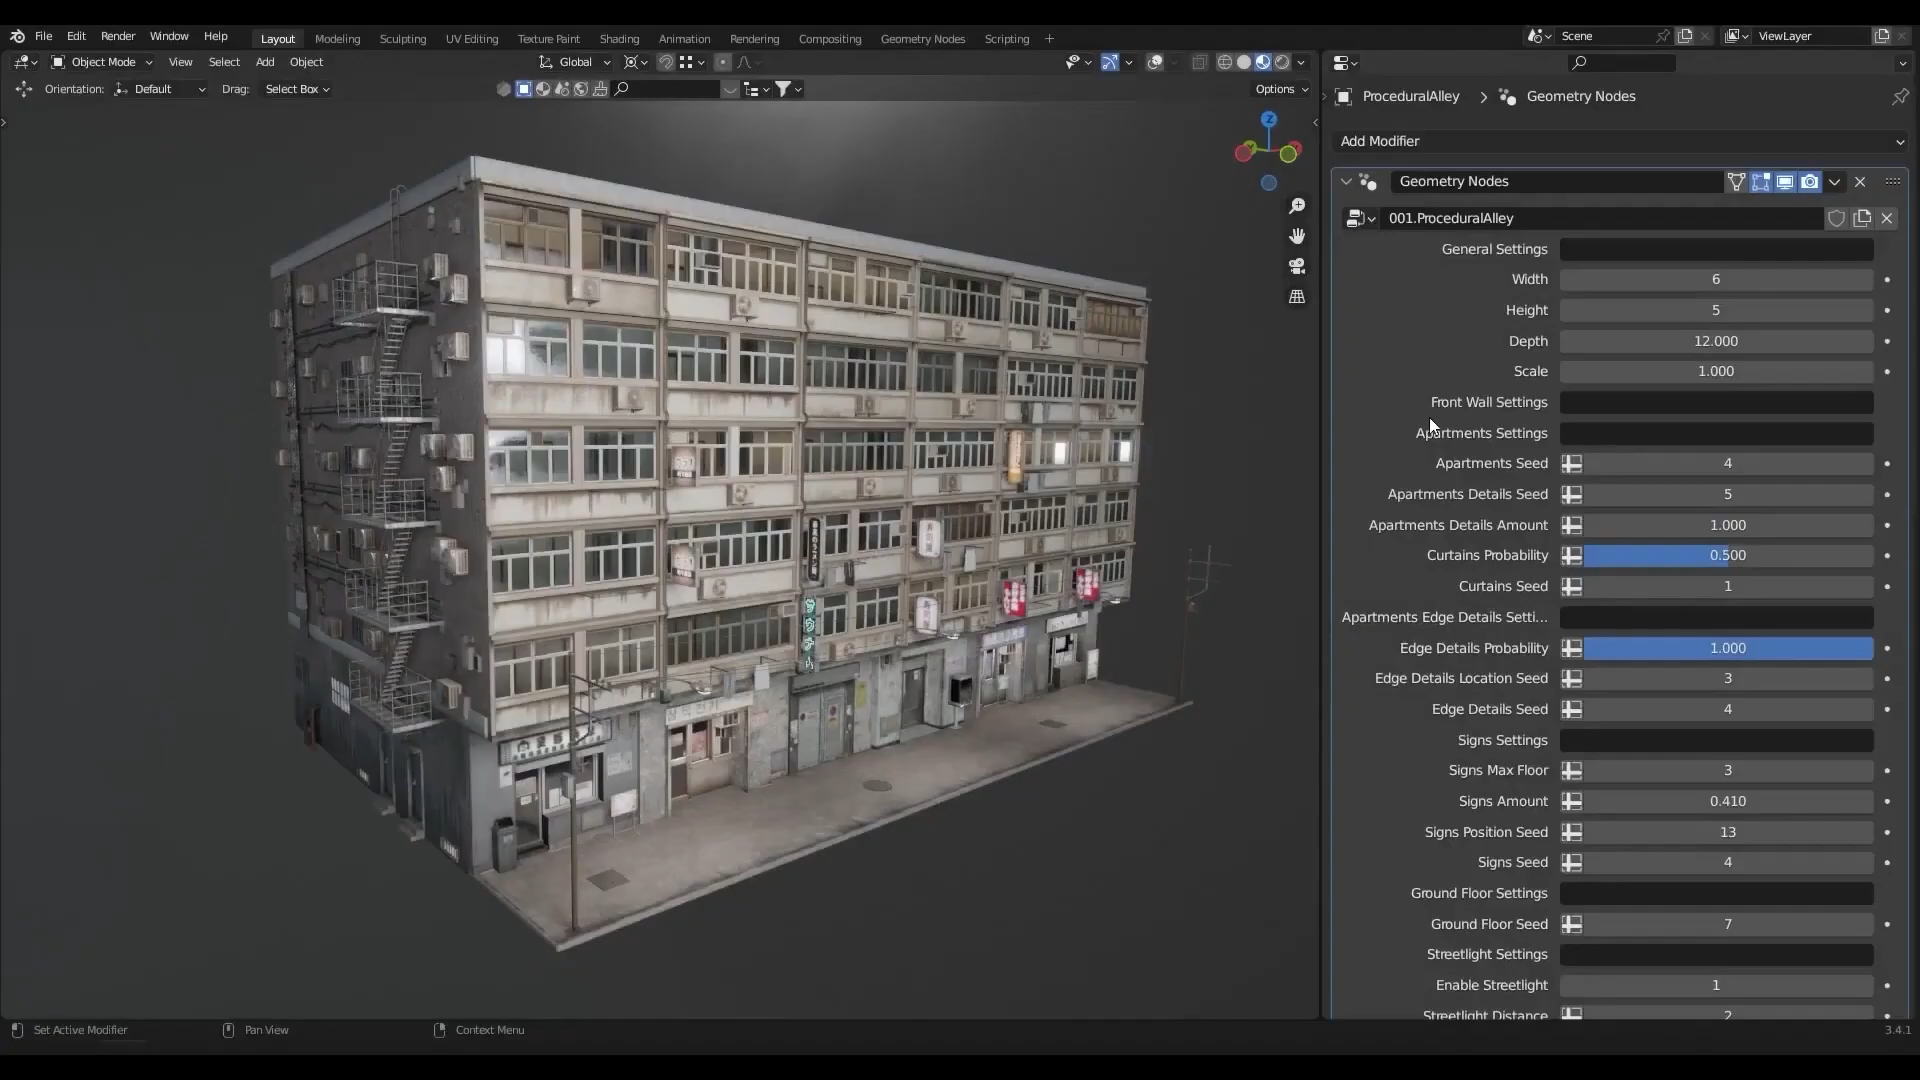 File Edit Render Window Help Layout Modeling Sculpting UV Editing Texture Paint Shading Animation Rendering Compositing Geometry Nodes Scripting + Scene ViewLayer
Object Mode View Select Add Object Global
Orientation: Default Drag: Select Box Options
Z
ProceduralAlley > Geometry Nodes
Add Modifier
Geometry Nodes
001.ProceduralAlley
General Settings
Width 6
Height 5
Depth 12.000
Scale 1.000
Front Wall Settings
Apartments Settings
Apartments Seed 4
Apartments Details Seed 5
Apartments Details Amount 1.000
Curtains Probability 0.500
Curtains Seed 1
Apartments Edge Details Setti...
Edge Details Probability 1.000
Edge Details Location Seed 3
Edge Details Seed 4
Signs Settings
Signs Max Floor 3
Signs Amount 0.410
Signs Position Seed 13
Signs Seed 4
Ground Floor Settings
Ground Floor Seed 7
Streetlight Settings
Enable Streetlight 1
Streetlight Distance 2
Set Active Modifier Pan View Context Menu 3.4.1